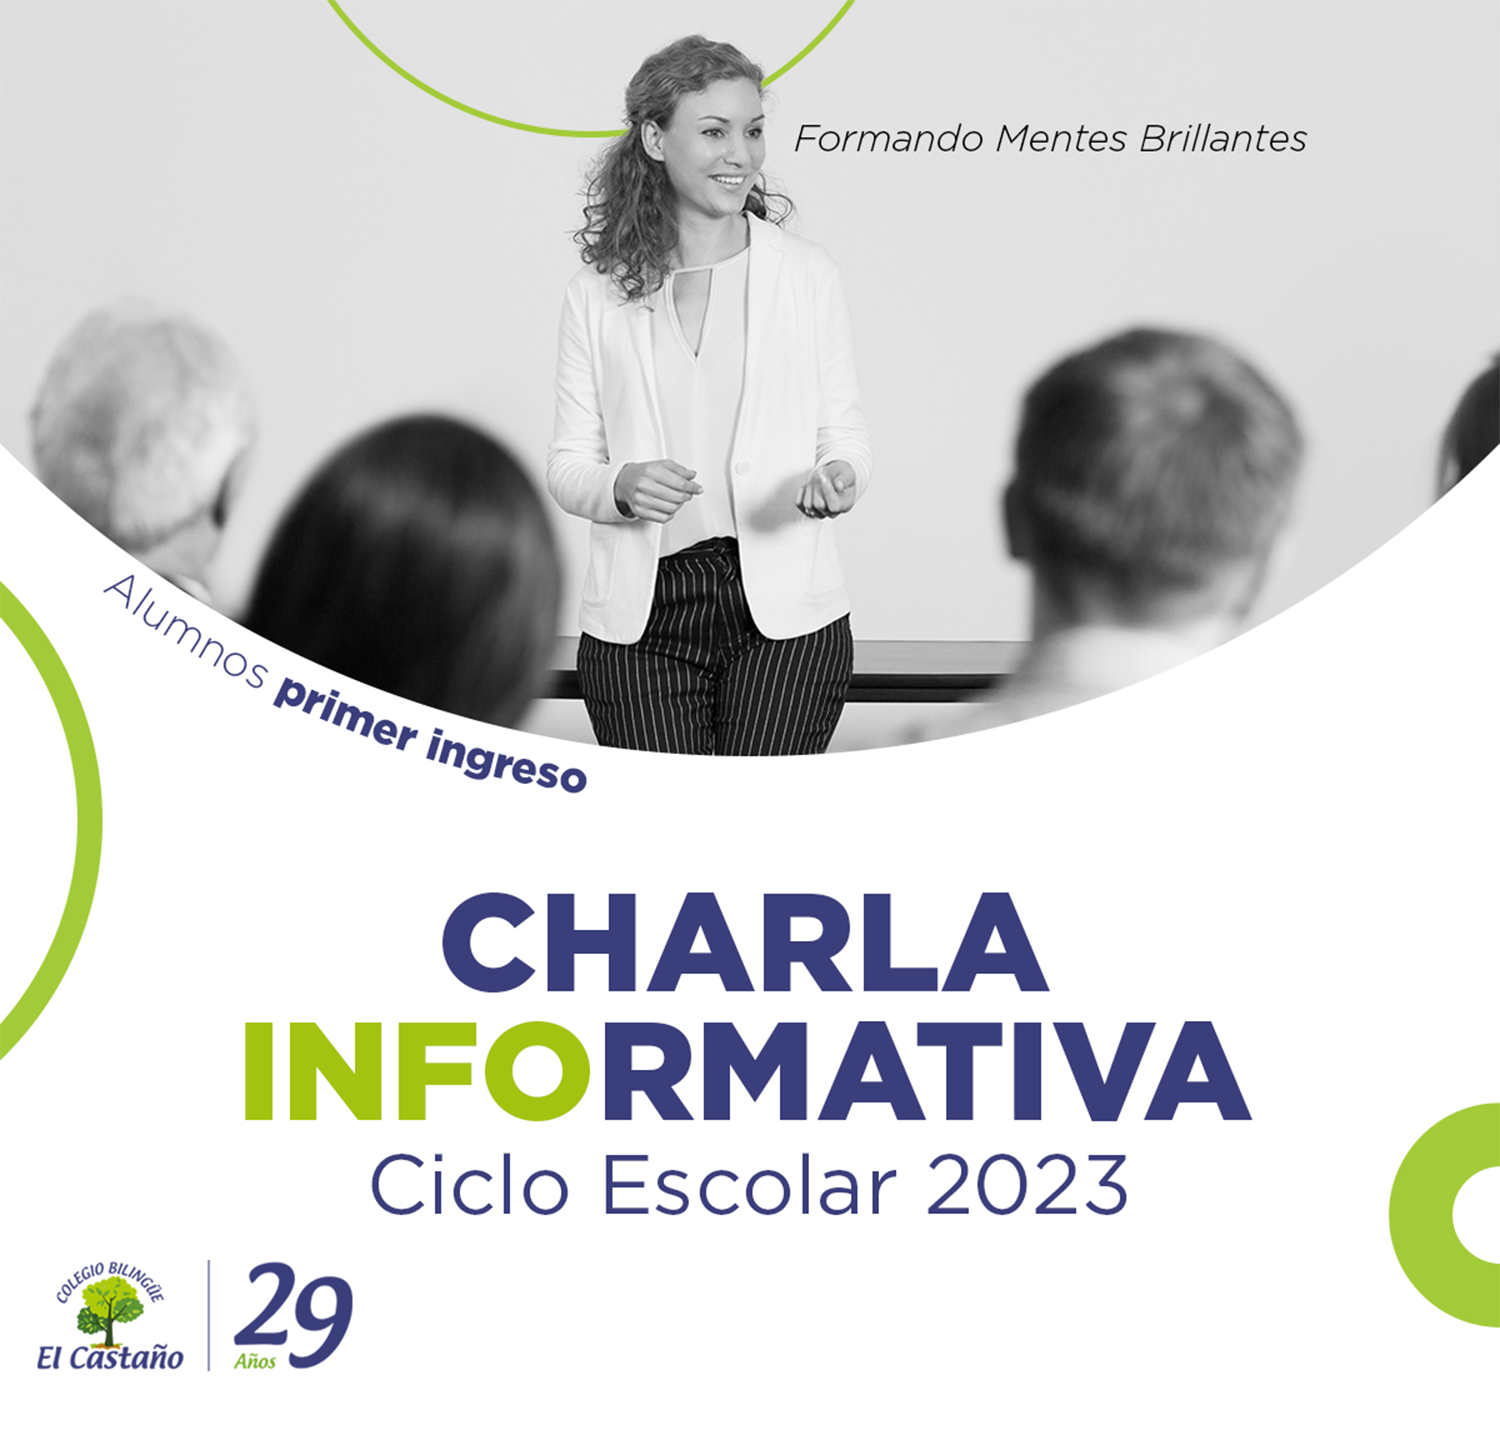 Formando Mentes Brillantes
Alumnos primer ingreso
CHARLA
INFORMATIVA
Ciclo Escolar 2023
COLEGIO BILINGÜE
El Castaño
29
Años